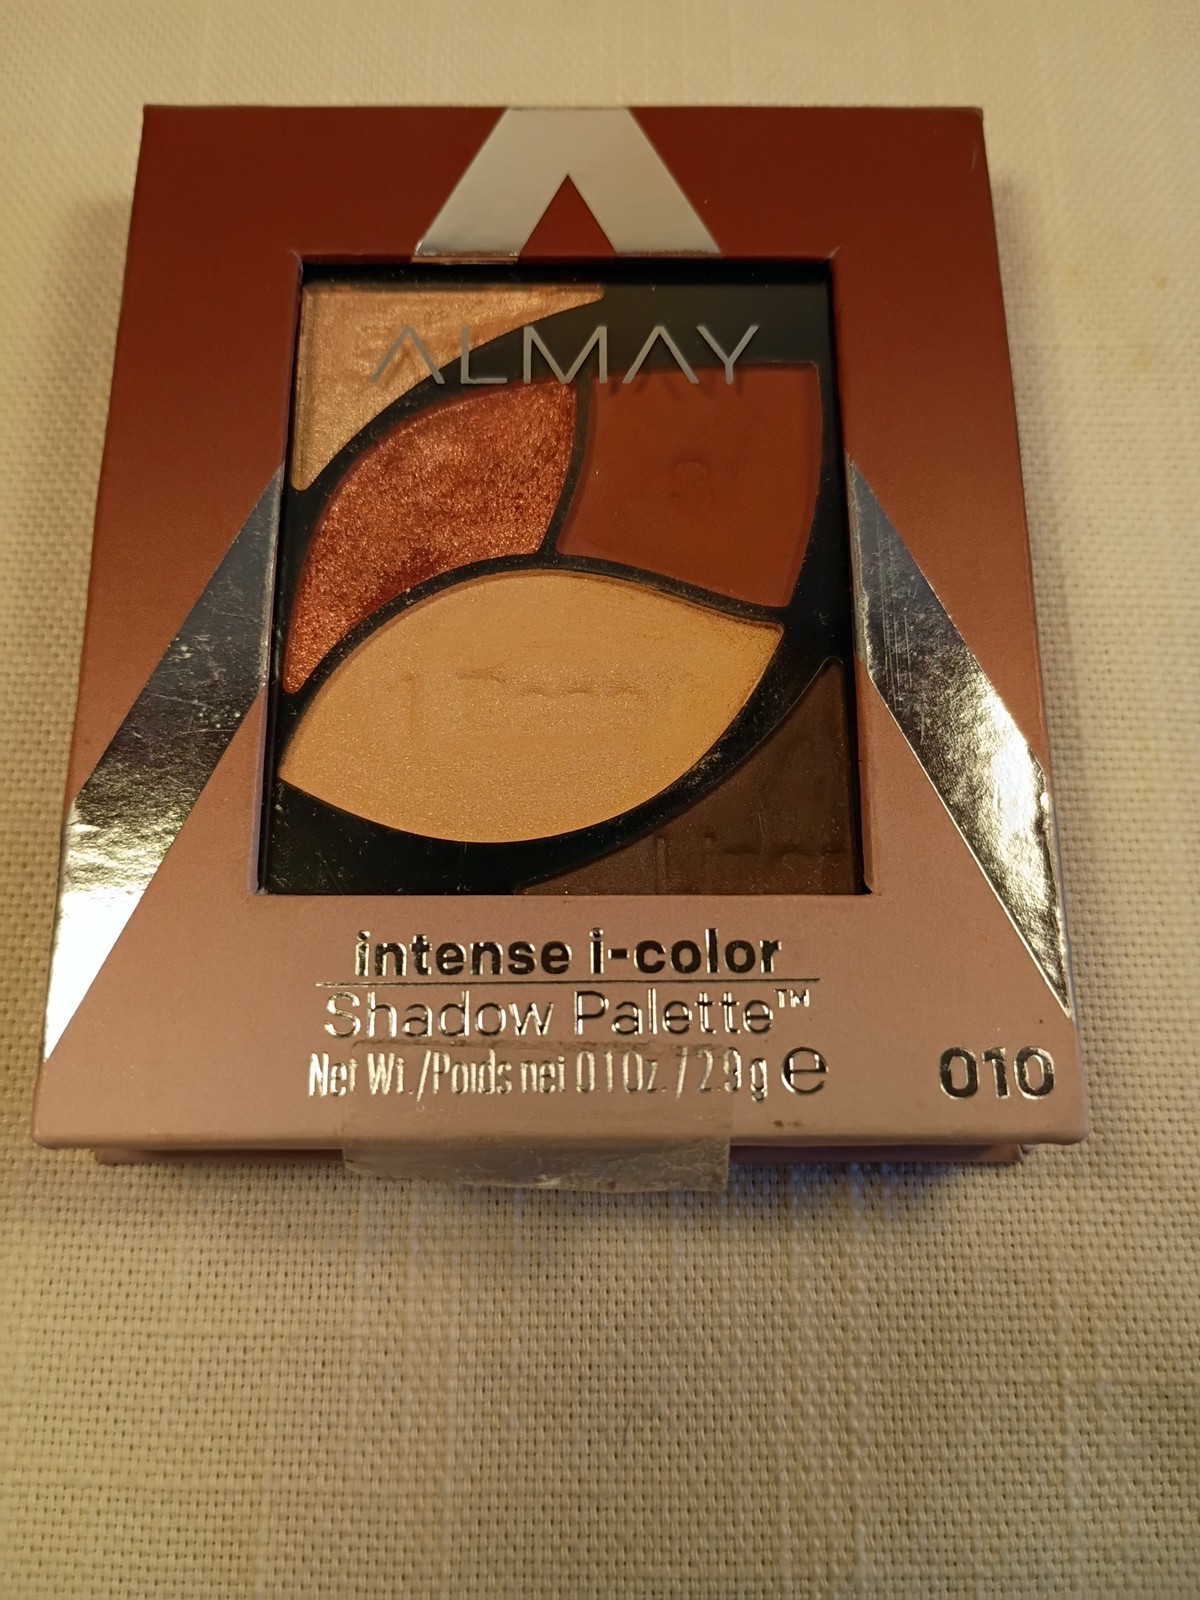 ALMAY
intense i-color
Shadow Palette™
Net Wt./Poids net 0.1 Oz. / 2.9 g e
010